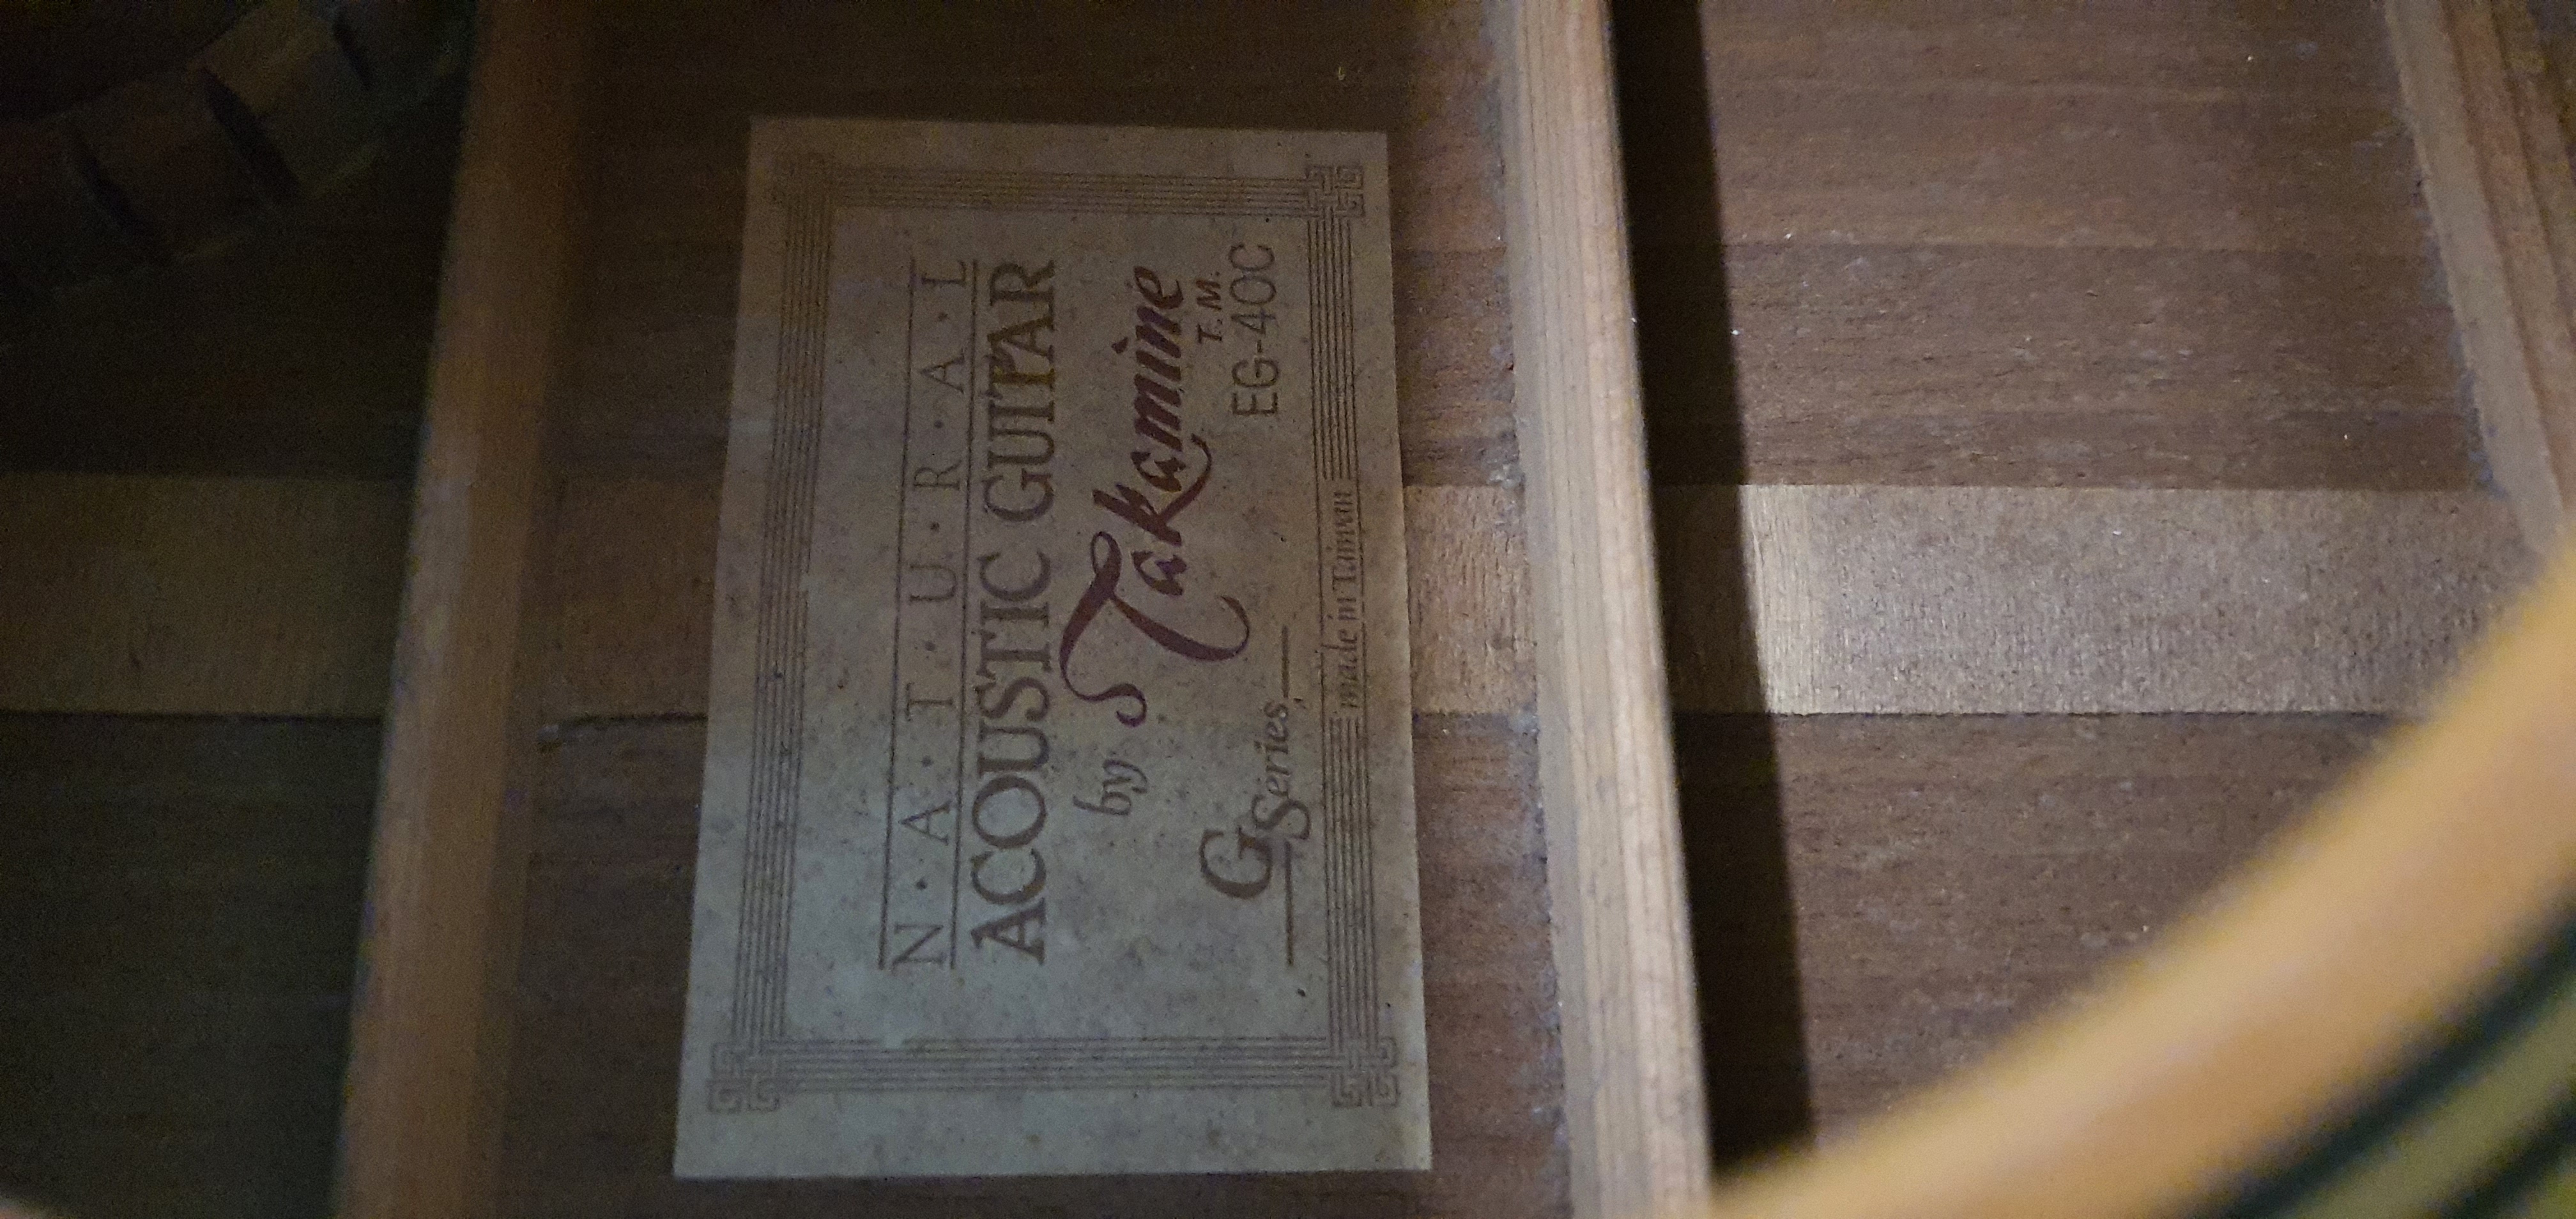 N·A·T·U·R·A·L
ACOUSTIC GUITAR
by Takamine
T.M.
G Series EG-40C
made in Taiwan